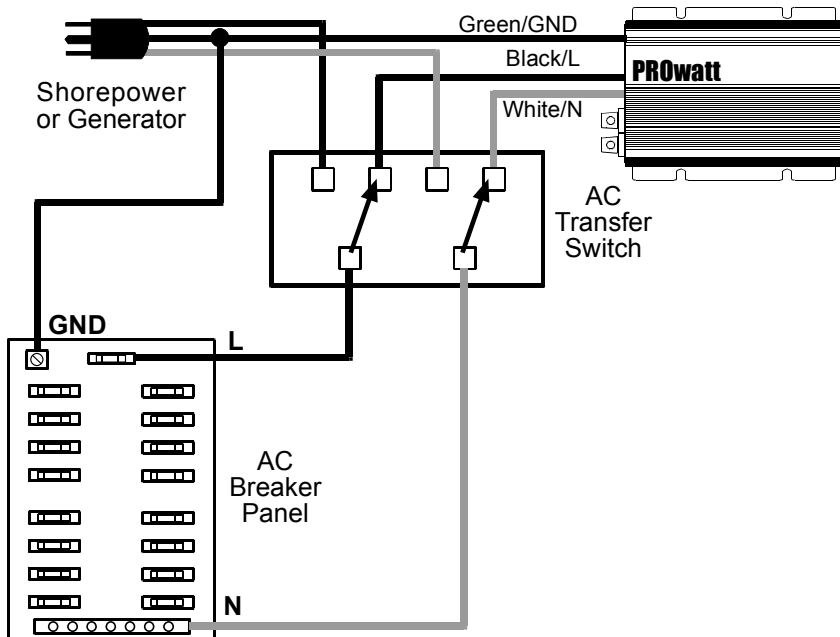 Green/GND
Black/L
PROwatt
Shorepower
or Generator
White/N
AC
Transfer
Switch
GND
L
AC
Breaker
Panel
N